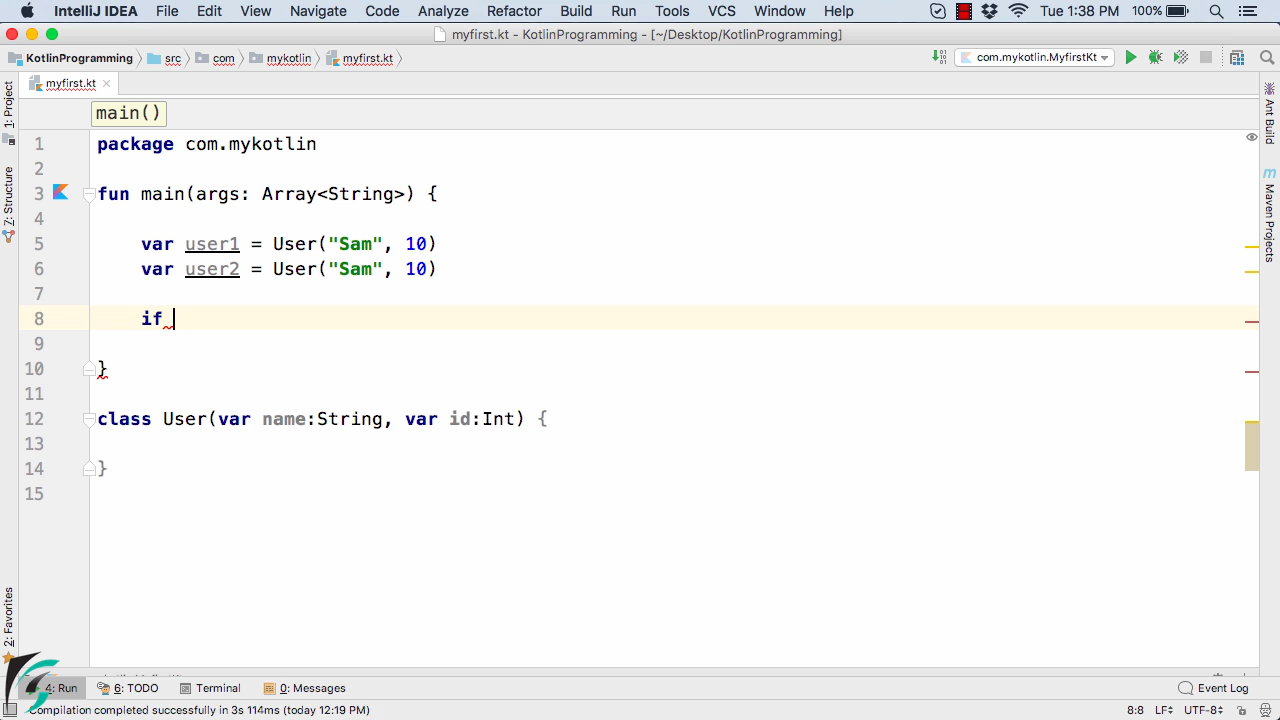 IntelliJ IDEA File Edit View Navigate Code Analyze Refactor Build Run Tools VCS Window Help Tue 1:38 PM 100%
myfirst.kt - KotlinProgramming - [~/Desktop/KotlinProgramming]
KotlinProgramming src com mykotlin myfirst.kt com.mykotlin.MyfirstKt
myfirst.kt
main()
1 package com.mykotlin
2
3 fun main(args: Array<String>) {
4
5 var user1 = User("Sam", 10)
6 var user2 = User("Sam", 10)
7
8 if
9
10 }
11
12 class User(var name:String, var id:Int) {
13
14 }
15
1: Project
7: Structure
2: Favorites
Ant Build
Maven Projects
4: Run 6: TODO Terminal 0: Messages Event Log
Compilation completed successfully in 3s 114ms (today 12:19 PM) 8:8 LF UTF-8